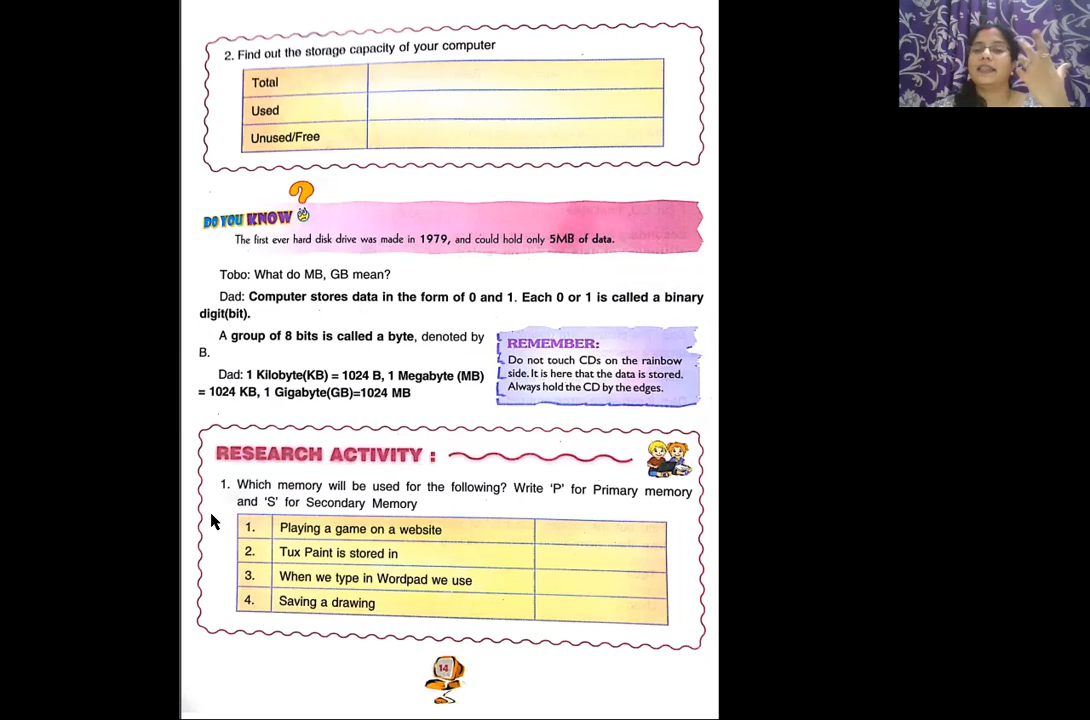 2. Find out the storage capacity of your computer
Total
Used
Unused/Free
DO YOU KNOW
The first ever hard disk drive was made in 1979, and could hold only 5MB of data.
Tobo: What do MB, GB mean?
Dad: Computer stores data in the form of 0 and 1. Each 0 or 1 is called a binary
digit(bit).
A group of 8 bits is called a byte, denoted by
B.
Dad: 1 Kilobyte(KB) = 1024 B, 1 Megabyte (MB)
= 1024 KB, 1 Gigabyte(GB)=1024 MB
REMEMBER:
Do not touch CDs on the rainbow
side. It is here that the data is stored.
Always hold the CD by the edges.
RESEARCH ACTIVITY :
1. Which memory will be used for the following? Write 'P' for Primary memory
and 'S' for Secondary Memory
1. Playing a game on a website
2. Tux Paint is stored in
3. When we type in Wordpad we use
4. Saving a drawing
14